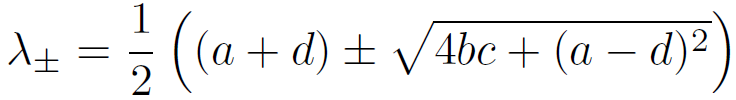 λ± = 1/2 ((a + d) ± √(4bc + (a − d)²))